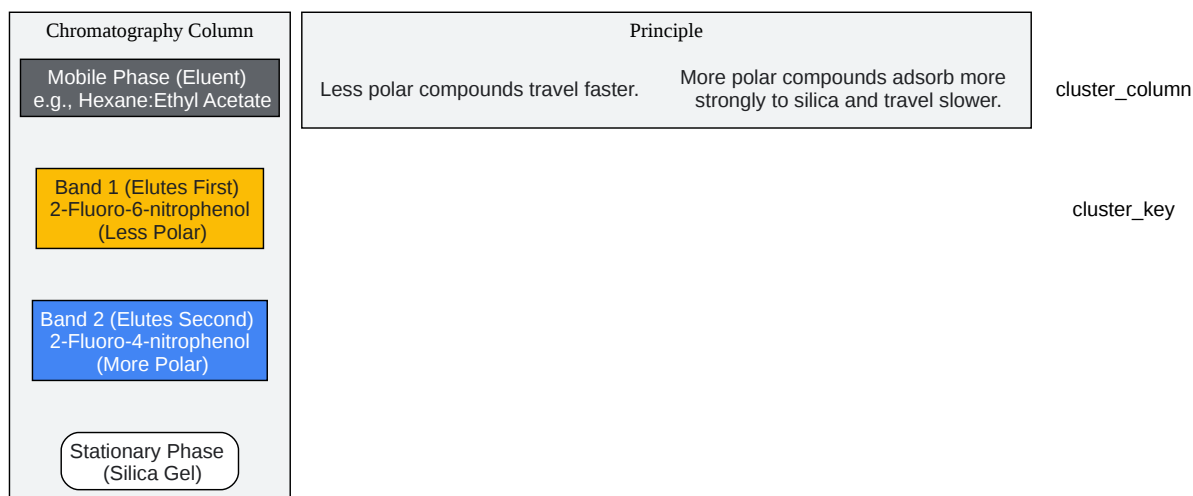 Chromatography Column
Mobile Phase (Eluent)
e.g., Hexane:Ethyl Acetate
Band 1 (Elutes First)
2-Fluoro-6-nitrophenol
(Less Polar)
Band 2 (Elutes Second)
2-Fluoro-4-nitrophenol
(More Polar)
Stationary Phase
(Silica Gel)
Principle
Less polar compounds travel faster.
More polar compounds adsorb more
strongly to silica and travel slower.
cluster_column
cluster_key